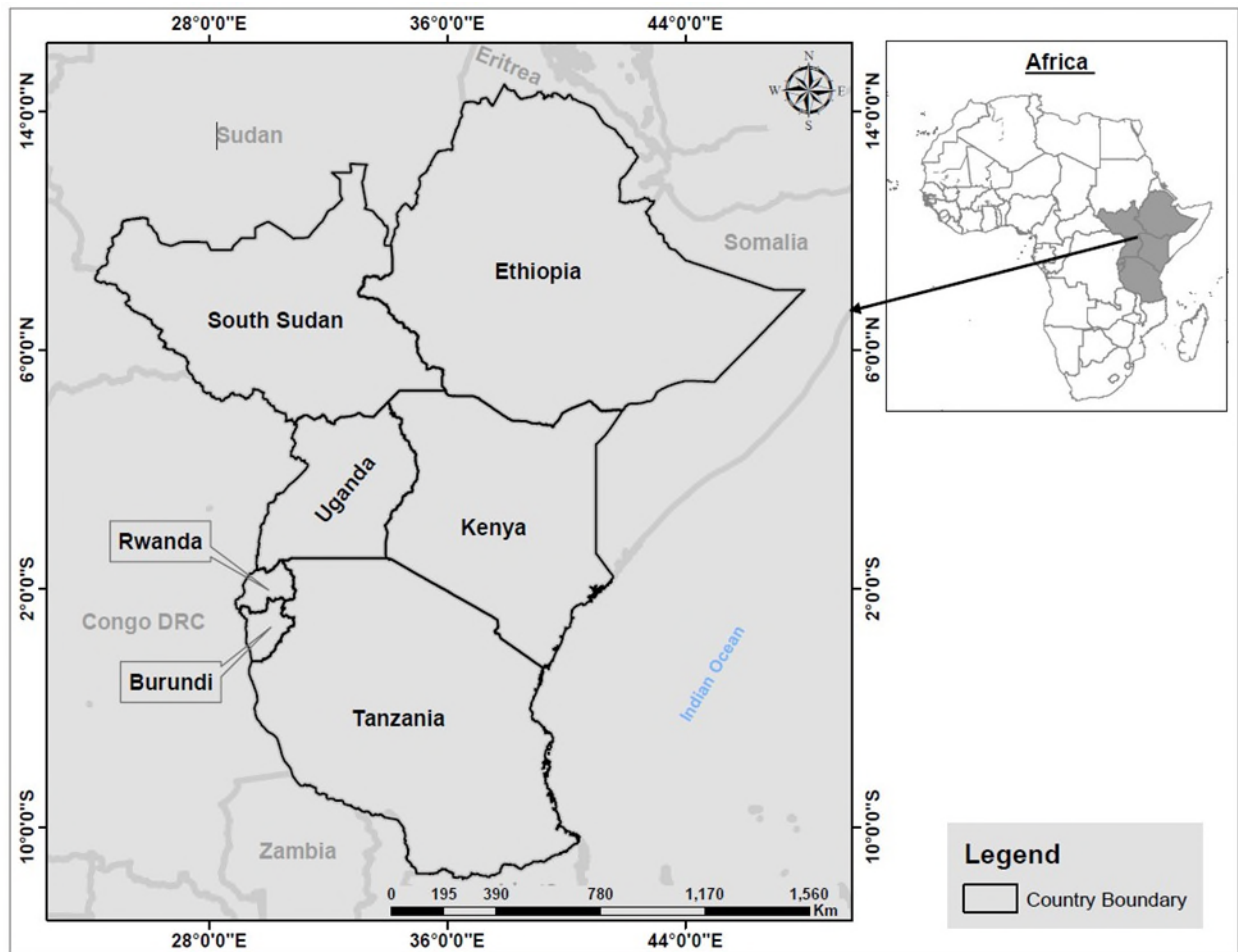 28°0'0"E
36°0'0"E
44°0'0"E
14°0'0"N
6°0'0"N
2°0'0"S
10°0'0"S
Eritrea
Sudan
N
W E
S
Somalia
Ethiopia
South Sudan
Uganda
Kenya
Rwanda
Congo DRC
Burundi
Tanzania
Indian Ocean
Zambia
0 195 390 780 1,170 1,560
Km
14°0'0"N
6°0'0"N
2°0'0"S
10°0'0"S
28°0'0"E
36°0'0"E
44°0'0"E
Africa
Legend
Country Boundary